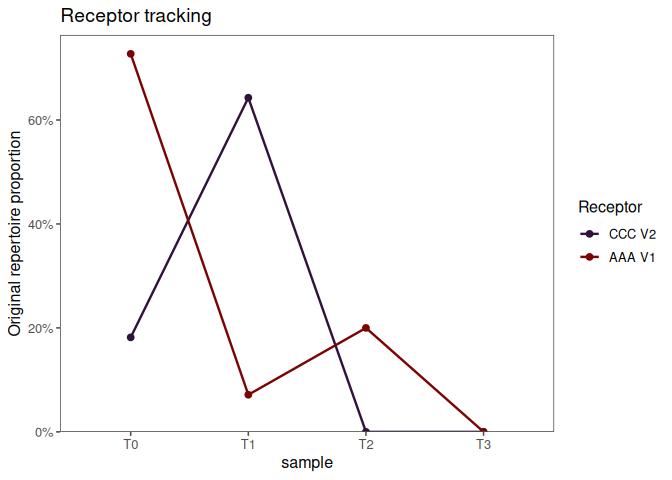 Receptor tracking
Original repertoire proportion
60%
40%
20%
0%
T0 T1 T2 T3
sample
Receptor
CCC V2
AAA V1